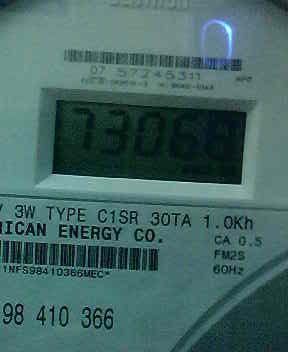 07 57245311
73068
V 3W TYPE C1SR 30TA 1.0Kh
RICAN ENERGY CO.
CA 0.5
FM2S
60Hz
1NFS98410366MEC*
98 410 366